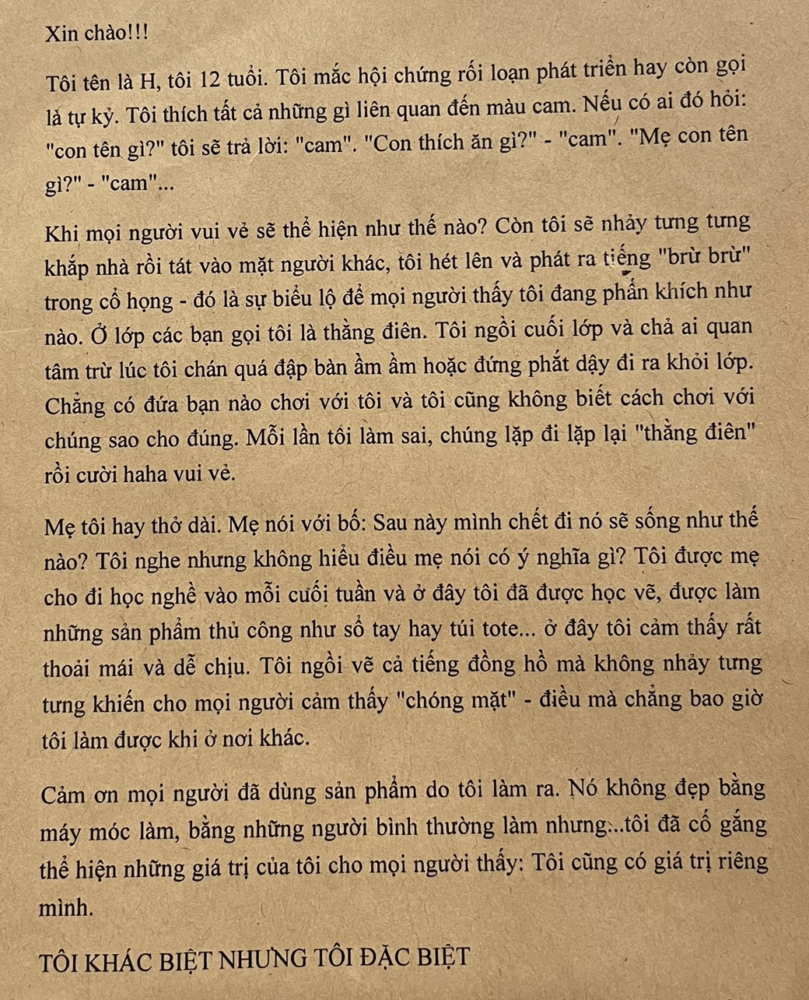 Xin chào!!!
Tôi tên là H, tôi 12 tuổi. Tôi mắc hội chứng rối loạn phát triển hay còn gọi
là tự kỷ. Tôi thích tất cả những gì liên quan đến màu cam. Nếu có ai đó hỏi:
"con tên gì?" tôi sẽ trả lời: "cam". "Con thích ăn gì?" - "cam". "Mẹ con tên
gì?" - "cam"...
Khi mọi người vui vẻ sẽ thể hiện như thế nào? Còn tôi sẽ nhảy tưng tưng
khắp nhà rồi tát vào mặt người khác, tôi hét lên và phát ra tiếng "brừ brừ"
trong cổ họng - đó là sự biểu lộ để mọi người thấy tôi đang phấn khích như
nào. Ở lớp các bạn gọi tôi là thằng điên. Tôi ngồi cuối lớp và chả ai quan
tâm trừ lúc tôi chán quá đập bàn ầm ầm hoặc đứng phắt dậy đi ra khỏi lớp.
Chẳng có đứa bạn nào chơi với tôi và tôi cũng không biết cách chơi với
chúng sao cho đúng. Mỗi lần tôi làm sai, chúng lặp đi lặp lại "thằng điên"
rồi cười haha vui vẻ.
Mẹ tôi hay thở dài. Mẹ nói với bố: Sau này mình chết đi nó sẽ sống như thế
nào? Tôi nghe nhưng không hiểu điều mẹ nói có ý nghĩa gì? Tôi được mẹ
cho đi học nghề vào mỗi cuối tuần và ở đây tôi đã được học vẽ, được làm
những sản phẩm thủ công như sổ tay hay túi tote... ở đây tôi cảm thấy rất
thoải mái và dễ chịu. Tôi ngồi vẽ cả tiếng đồng hồ mà không nhảy tưng
tưng khiến cho mọi người cảm thấy "chóng mặt" - điều mà chẳng bao giờ
tôi làm được khi ở nơi khác.
Cảm ơn mọi người đã dùng sản phẩm do tôi làm ra. Nó không đẹp bằng
máy móc làm, bằng những người bình thường làm nhưng...tôi đã cố gắng
thể hiện những giá trị của tôi cho mọi người thấy: Tôi cũng có giá trị riêng
mình.
TÔI KHÁC BIỆT NHƯNG TÔI ĐẶC BIỆT